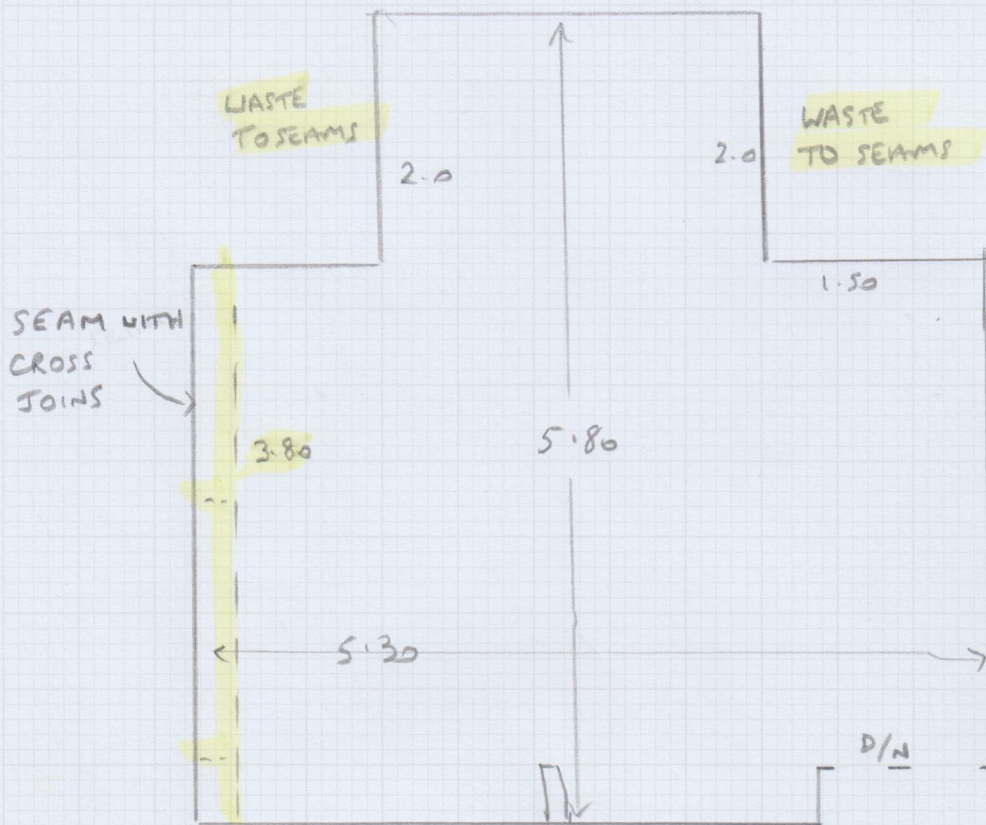 WASTE
TO SEAMS
WASTE
TO SEAMS
2.0
2.0
1.50
SEAM WITH
CROSS
JOINS
3.80
5.80
5.30
D/N